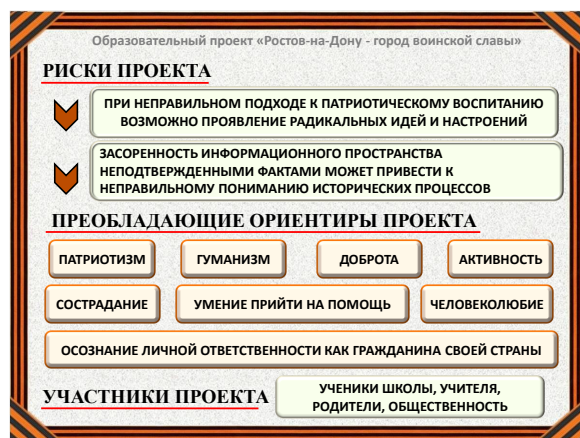 Образовательный проект «Ростов-на-Дону - город воинской славы»
РИСКИ ПРОЕКТА
ПРИ НЕПРАВИЛЬНОМ ПОДХОДЕ К ПАТРИОТИЧЕСКОМУ ВОСПИТАНИЮ
ВОЗМОЖНО ПРОЯВЛЕНИЕ РАДИКАЛЬНЫХ ИДЕЙ И НАСТРОЕНИЙ
ЗАСОРЕННОСТЬ ИНФОРМАЦИОННОГО ПРОСТРАНСТВА
НЕПОДТВЕРЖДЕННЫМИ ФАКТАМИ МОЖЕТ ПРИВЕСТИ К
НЕПРАВИЛЬНОМУ ПОНИМАНИЮ ИСТОРИЧЕСКИХ ПРОЦЕССОВ
ПРЕОБЛАДАЮЩИЕ ОРИЕНТИРЫ ПРОЕКТА
ПАТРИОТИЗМ ГУМАНИЗМ ДОБРОТА АКТИВНОСТЬ
СОСТРАДАНИЕ УМЕНИЕ ПРИЙТИ НА ПОМОЩЬ ЧЕЛОВЕКОЛЮБИЕ
ОСОЗНАНИЕ ЛИЧНОЙ ОТВЕТСТВЕННОСТИ КАК ГРАЖДАНИНА СВОЕЙ СТРАНЫ
УЧАСТНИКИ ПРОЕКТА
УЧЕНИКИ ШКОЛЫ, УЧИТЕЛЯ,
РОДИТЕЛИ, ОБЩЕСТВЕННОСТЬ